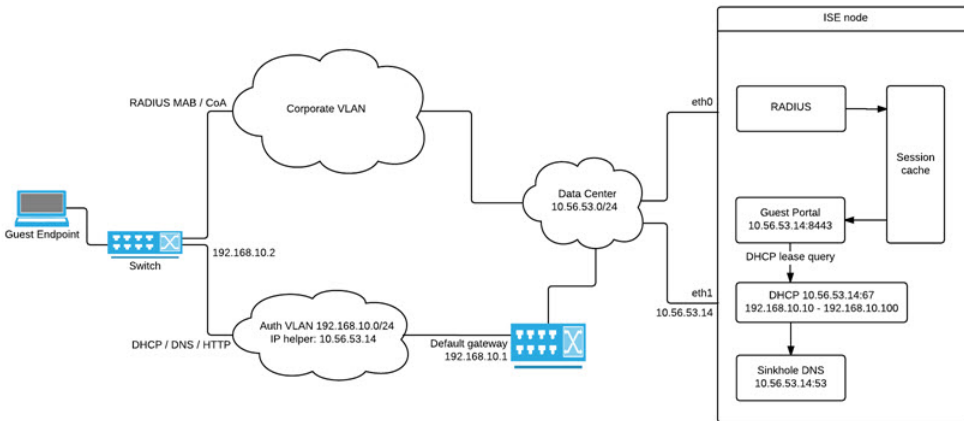 ISE node
RADIUS MAB / CoA
Corporate VLAN
eth0
RADIUS
Session
cache
Data Center
10.56.53.0/24
Guest Endpoint
Switch
192.168.10.2
Guest Portal
10.56.53.14:8443
DHCP lease query
eth1
10.56.53.14
DHCP 10.56.53.14:67
192.168.10.10 - 192.168.10.100
DHCP / DNS / HTTP
Auth VLAN 192.168.10.0/24
IP helper: 10.56.53.14
Default gateway
192.168.10.1
Sinkhole DNS
10.56.53.14:53